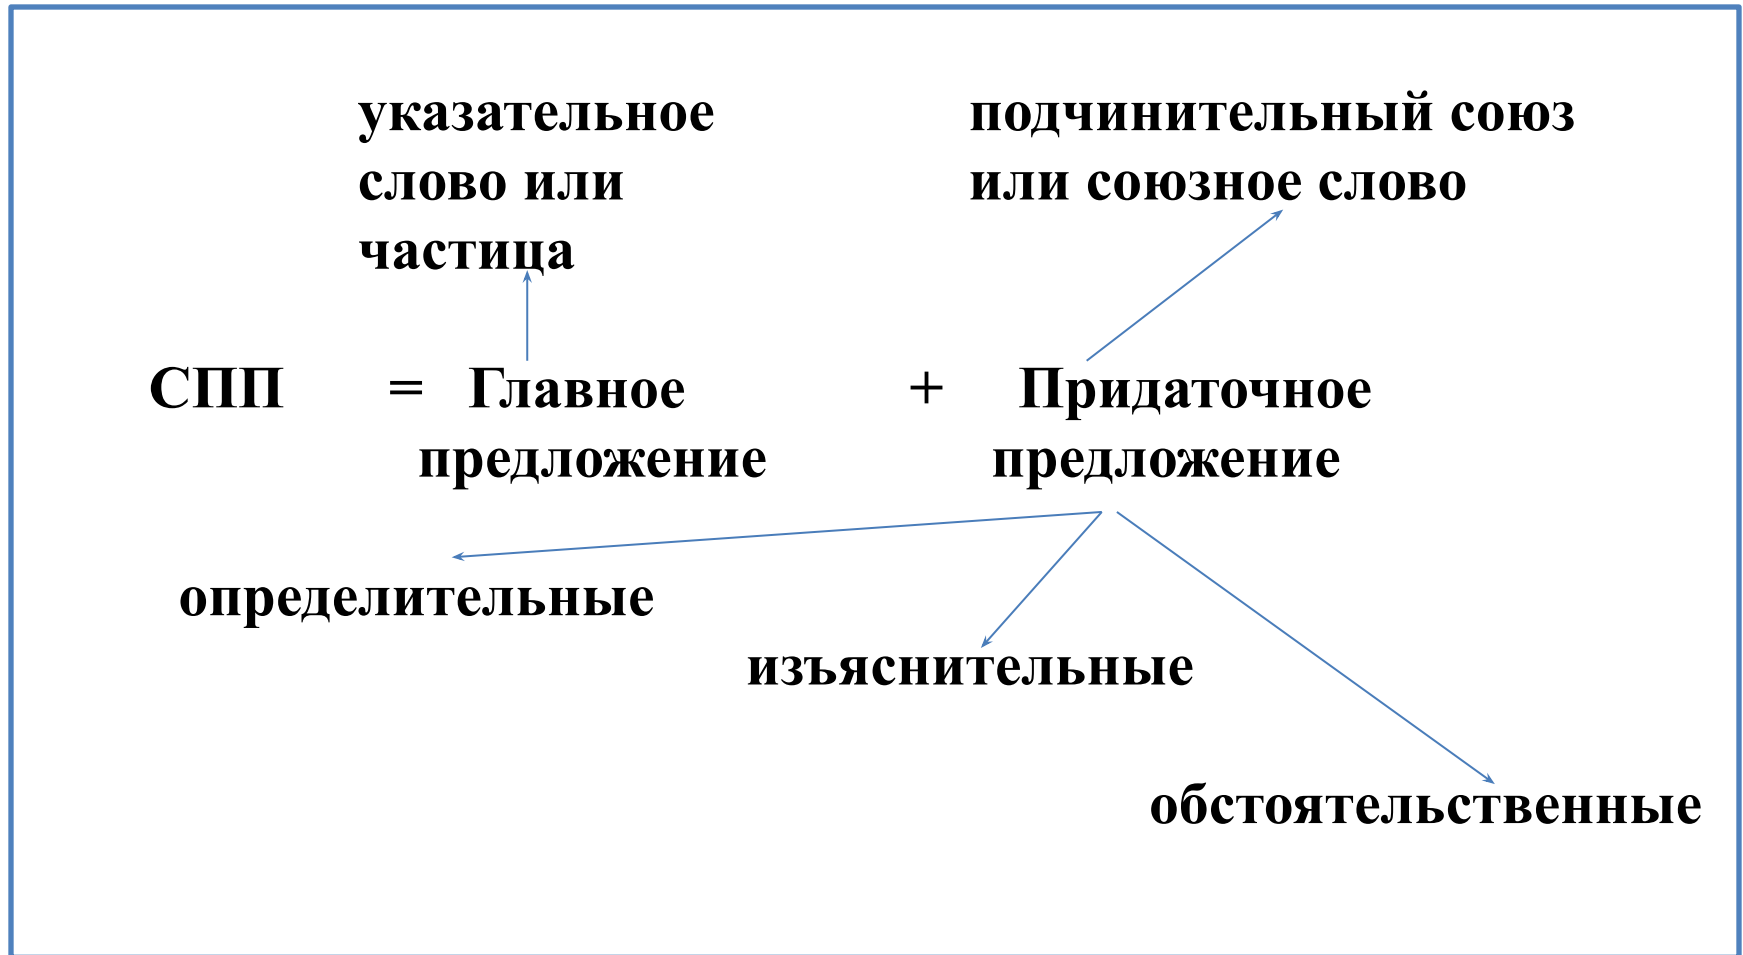 указательное
слово или
частица
подчинительный союз
или союзное слово
СПП = Главное + Придаточное
предложение предложение
определительные
изъяснительные
обстоятельственные